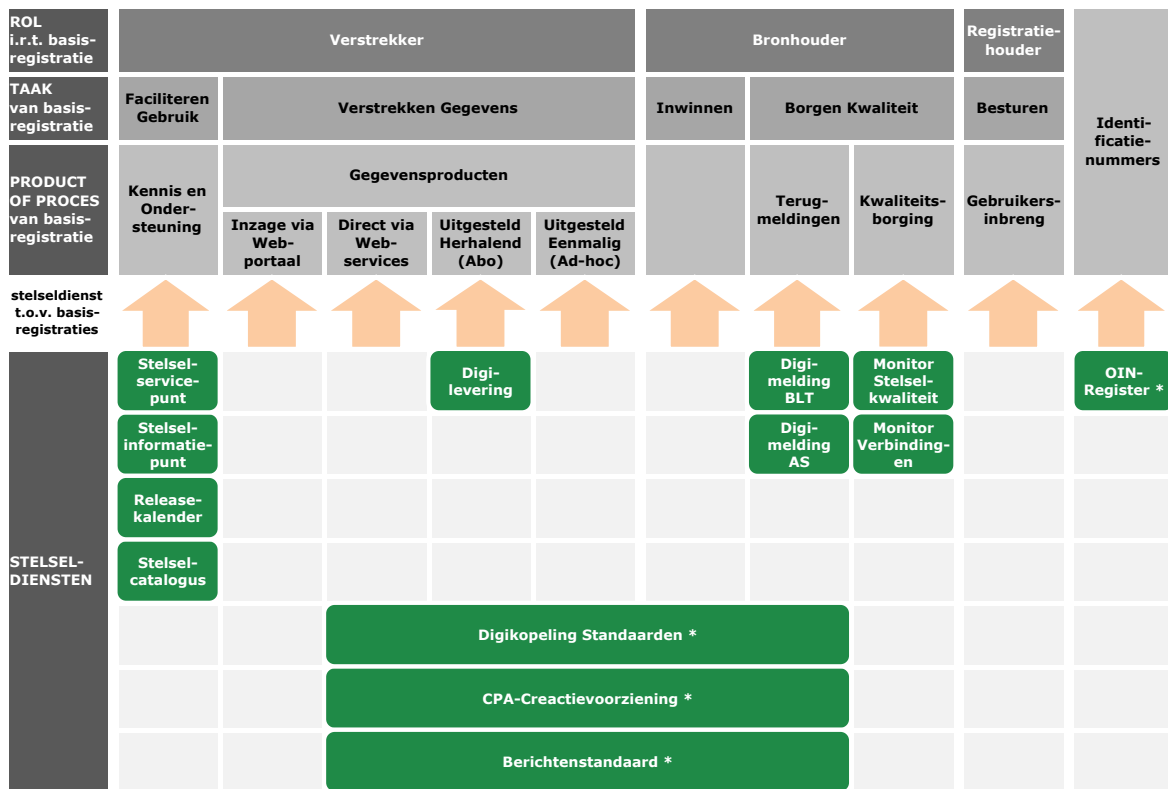 ROL
i.r.t. basis-
registratie
Verstrekker
Bronhouder
Registratie-
houder
TAAK
van basis-
registratie
Faciliteren
Gebruik
Verstrekken Gegevens
Inwinnen
Borgen Kwaliteit
Besturen
Identi-
ficatie-
nummers
PRODUCT
OF PROCES
van basis-
registratie
Kennis en
Onder-
steuning
Gegevensproducten
Inzage via
Web-
portaal
Direct via
Web-
services
Uitgesteld
Herhalend
(Abo)
Uitgesteld
Eenmalig
(Ad-hoc)
Terug-
meldingen
Kwaliteits-
borging
Gebruikers-
inbreng
stelseldienst
t.o.v. basis-
registraties
STELSEL-
DIENSTEN
Stelsel-
service-
punt
Digi-
levering
Digi-
melding
BLT
Monitor
Stelsel-
kwaliteit
OIN-
Register *
Stelsel-
informatie-
punt
Digi-
melding
AS
Monitor
Verbinding-
en
Release-
kalender
Stelsel-
catalogus
Digikopeling Standaarden *
CPA-Creactievoorziening *
Berichtenstandaard *